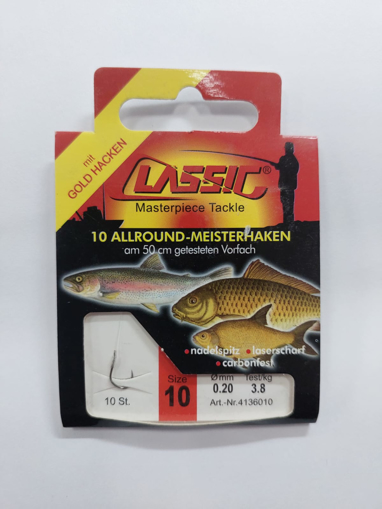 mit
GOLD HACKEN
CLASSIC®
Masterpiece Tackle
10 ALLROUND-MEISTERHAKEN
am 50 cm getesteten Vorfach
• nadelspitz • laserscharf
• carbonfest
10 St.
Size
10
Ø mm
0.20
Test/kg
3.8
Art.-Nr.4136010